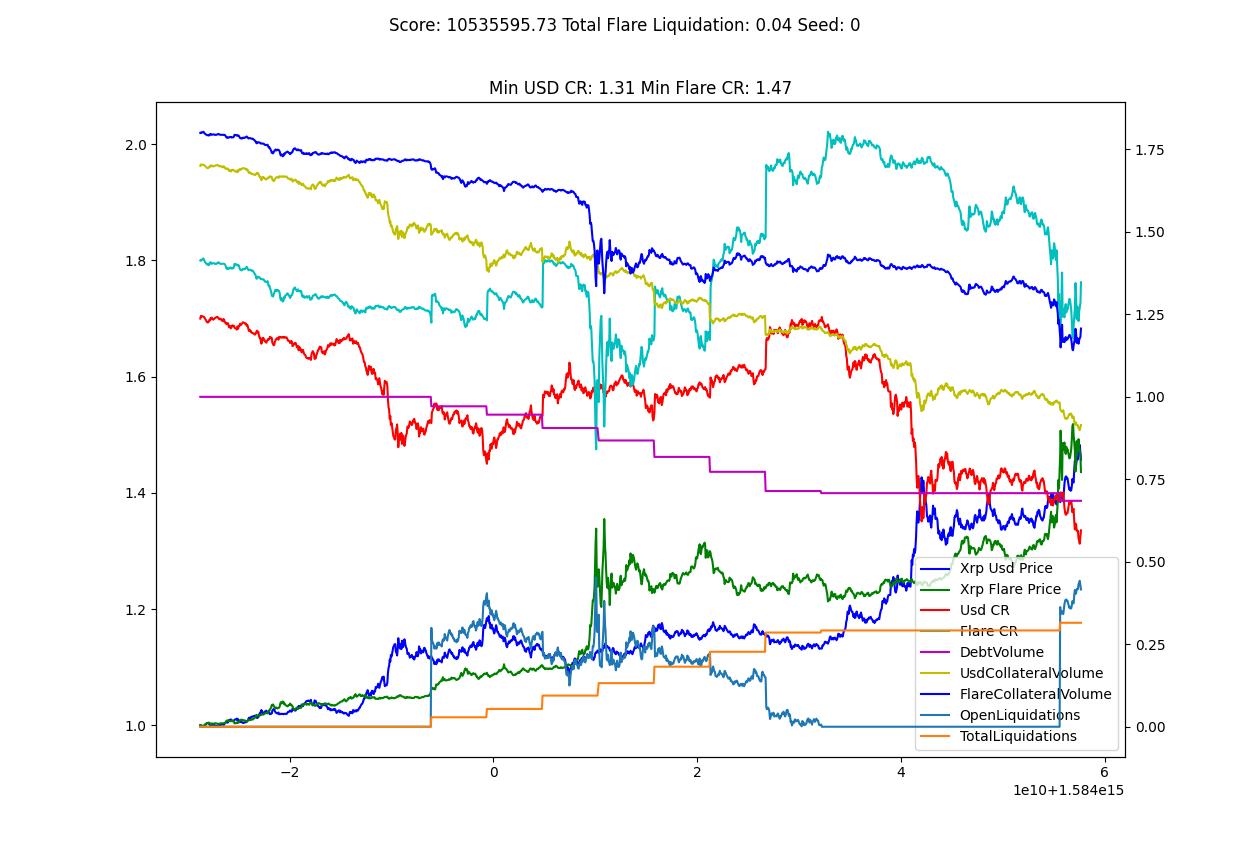 Score: 10535595.73 Total Flare Liquidation: 0.04 Seed: 0
Min USD CR: 1.31 Min Flare CR: 1.47
2.0
1.8
1.6
1.4
1.2
1.0
1.75
1.50
1.25
1.00
0.75
0.50
0.25
0.00
Xrp Usd Price
Xrp Flare Price
Usd CR
Flare CR
DebtVolume
UsdCollateralVolume
FlareCollateralVolume
OpenLiquidations
TotalLiquidations
−2 0 2 4 6
1e10+1.584e15